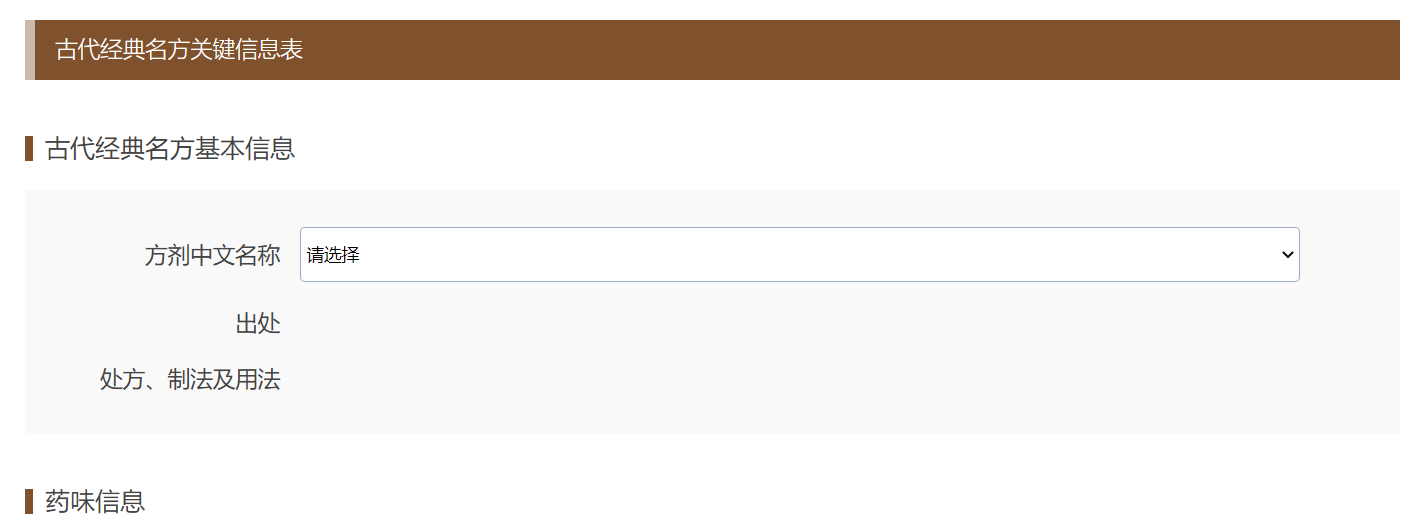 古代经典名方关键信息表
古代经典名方基本信息
方剂中文名称 请选择
出处
处方、制法及用法
药味信息